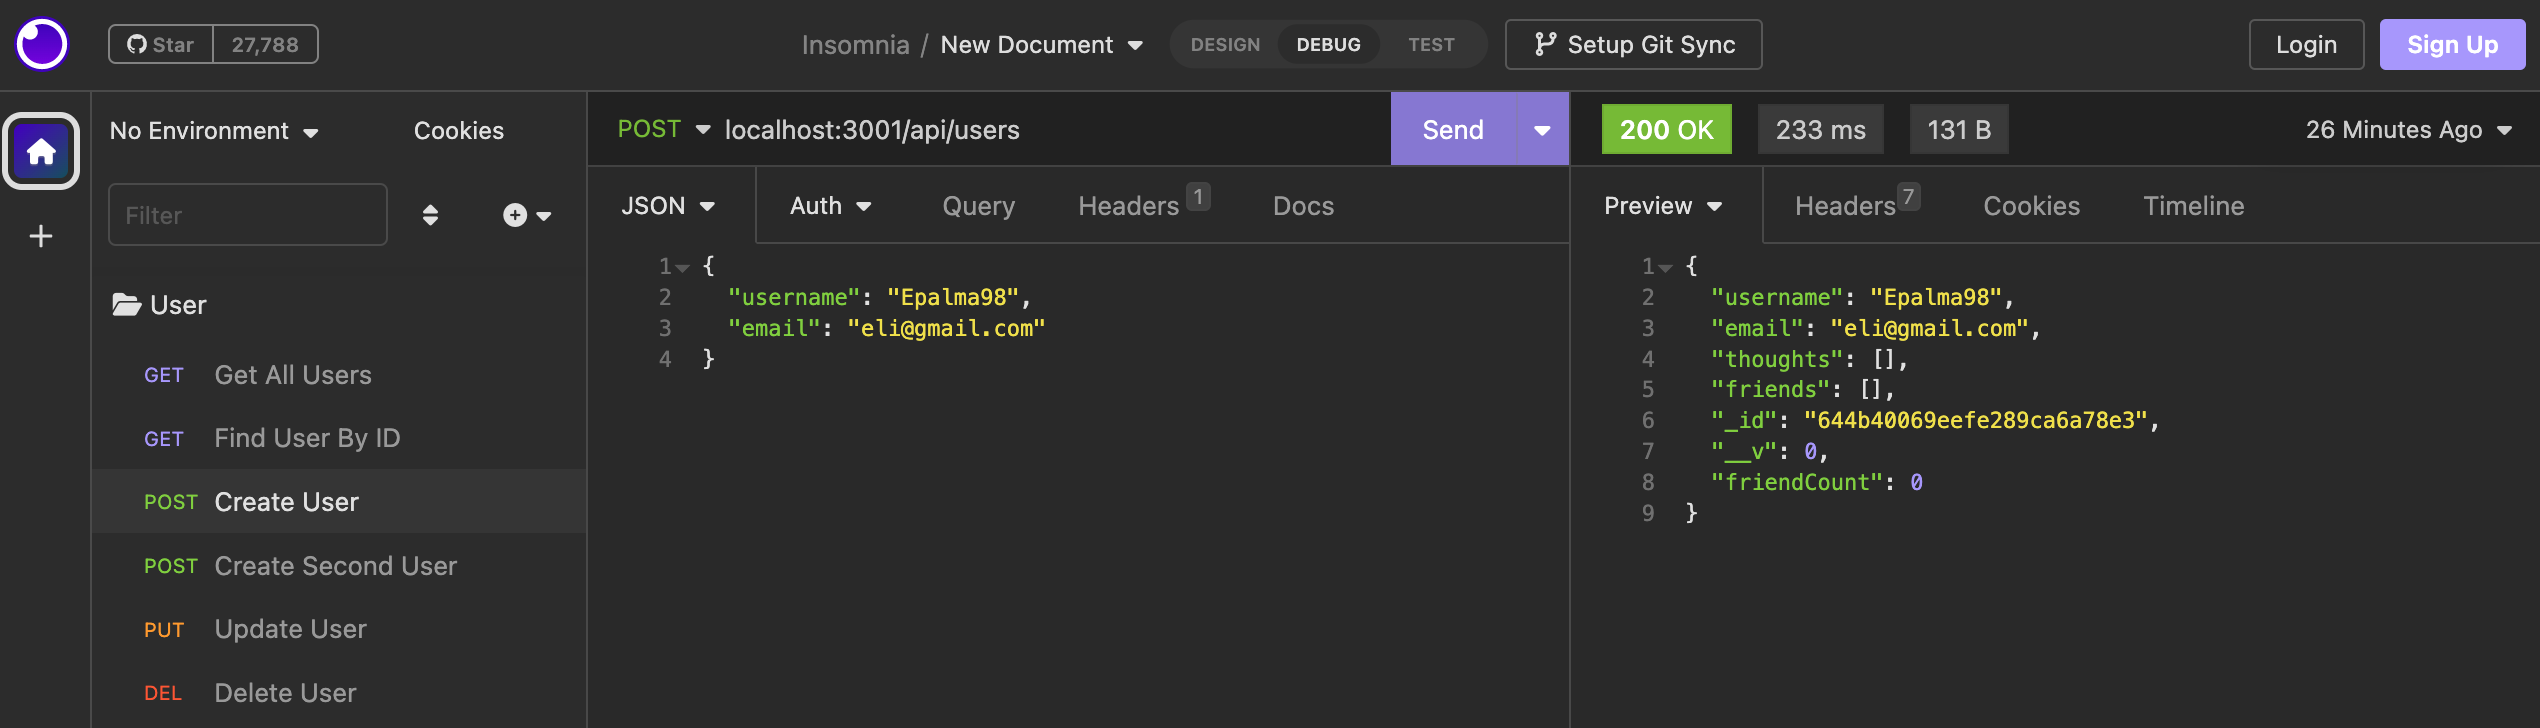 Star 27,788
Insomnia / New Document
DESIGN DEBUG TEST
Setup Git Sync
Login
Sign Up
No Environment Cookies
Filter
User
GET Get All Users
GET Find User By ID
POST Create User
POST Create Second User
PUT Update User
DEL Delete User
POST localhost:3001/api/users Send
JSON Auth Query Headers 1 Docs
1 {
2 "username": "Epalma98",
3 "email": "eli@gmail.com"
4 }
200 OK 233 ms 131 B 26 Minutes Ago
Preview Headers 7 Cookies Timeline
1 {
2 "username": "Epalma98",
3 "email": "eli@gmail.com",
4 "thoughts": [],
5 "friends": [],
6 "_id": "644b40069eefe289ca6a78e3",
7 "__v": 0,
8 "friendCount": 0
9 }